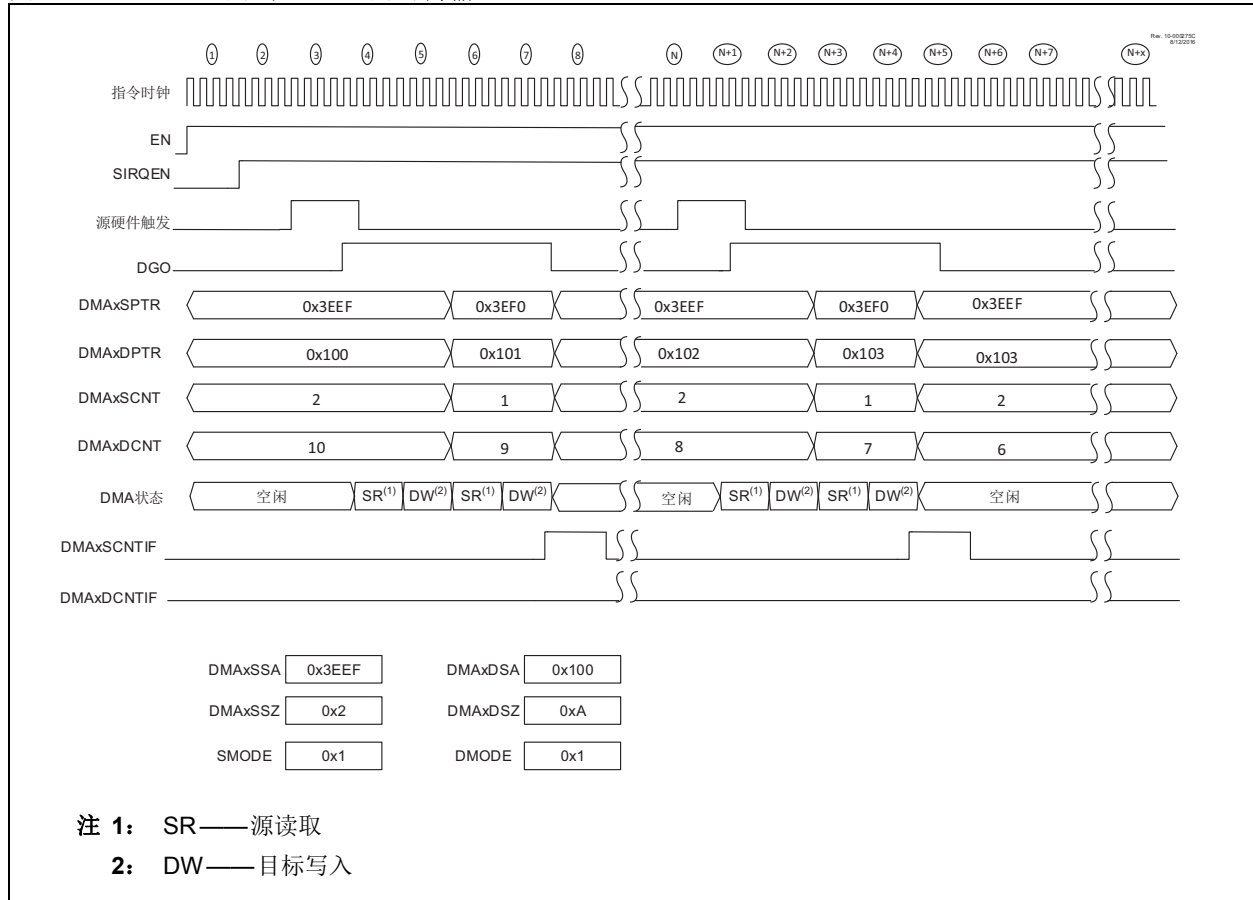 Rev. 10-000275C
8/12/2016
1 2 3 4 5 6 7 8 N N+1 N+2 N+3 N+4 N+5 N+6 N+7 N+x
指令时钟
EN
SIRQEN
源硬件触发
DGO
DMAxSPTR 0x3EEF 0x3EF0 0x3EEF 0x3EF0 0x3EEF
DMAxDPTR 0x100 0x101 0x102 0x103 0x103
DMAxSCNT 2 1 2 1 2
DMAxDCNT 10 9 8 7 6
DMA状态 空闲 SR(1) DW(2) SR(1) DW(2) 空闲 SR(1) DW(2) SR(1) DW(2) 空闲
DMAxSCNTIF
DMAxDCNTIF
DMAxSSA 0x3EEF DMAxDSA 0x100
DMAxSSZ 0x2 DMAxDSZ 0xA
SMODE 0x1 DMODE 0x1
注 1： SR——源读取
2： DW——目标写入